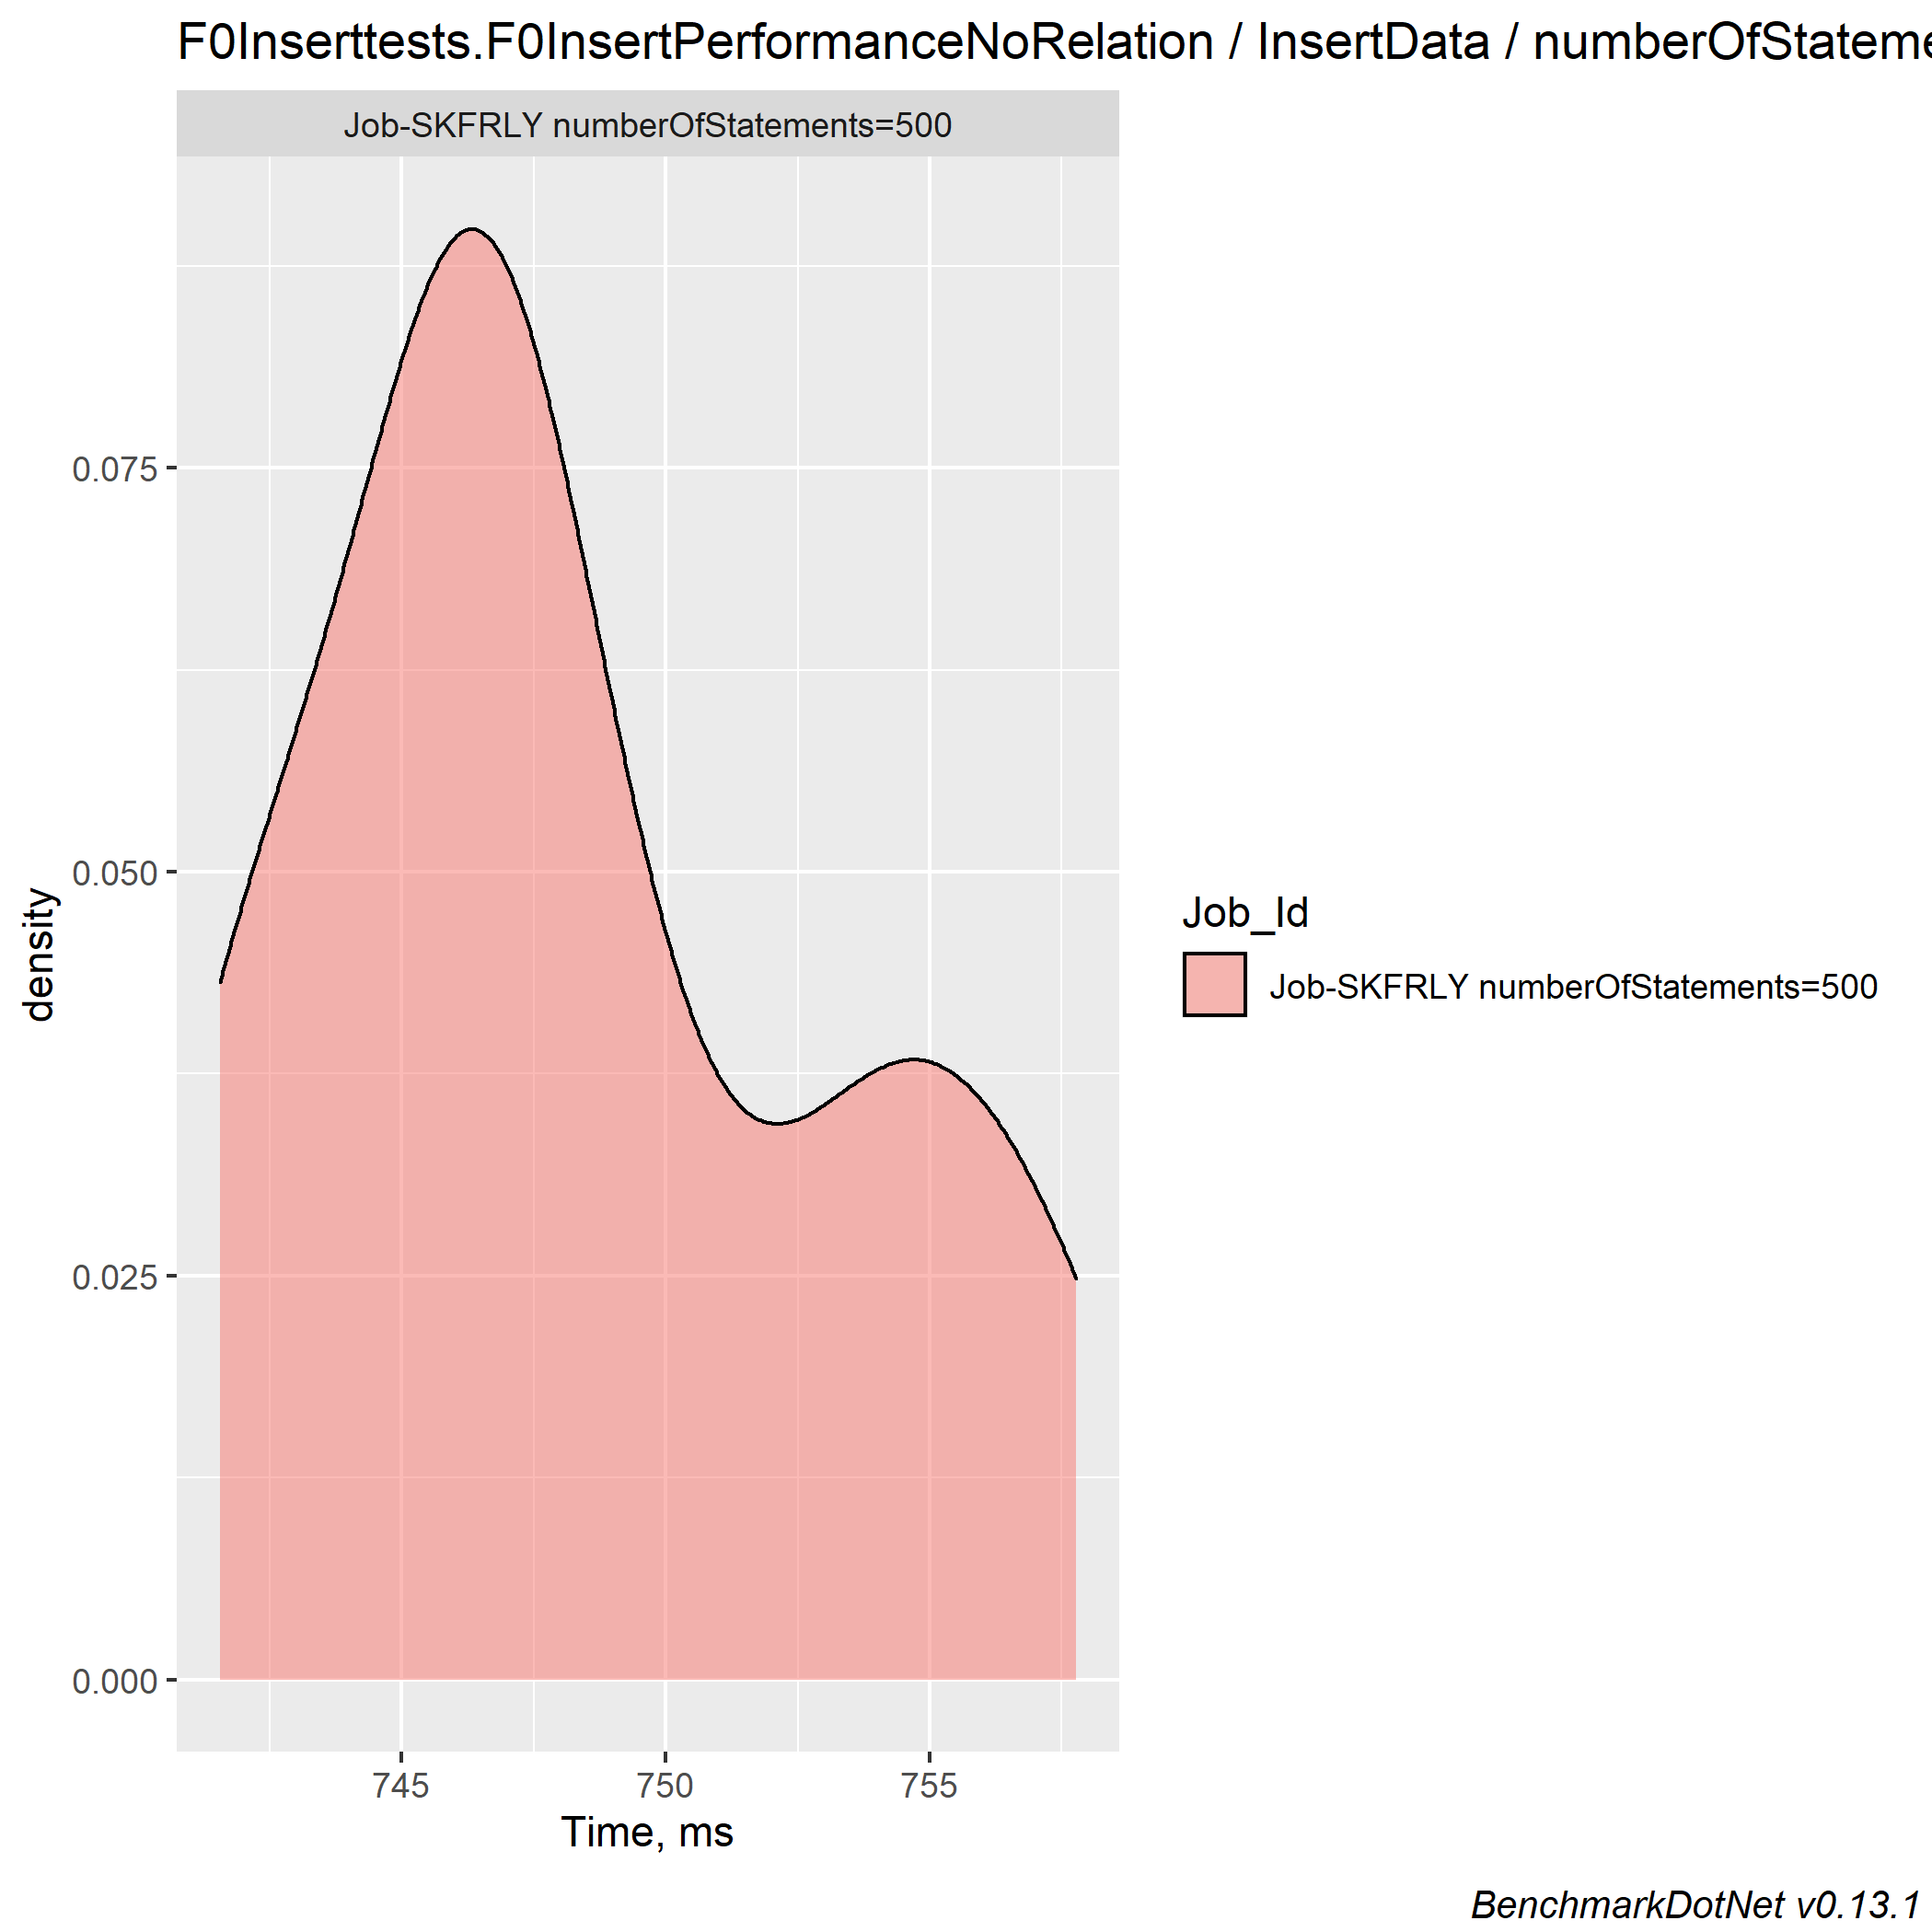 F0Inserttests.F0InsertPerformanceNoRelation / InsertData / numberOfStateme
Job-SKFRLY numberOfStatements=500
0.075
0.050
0.025
0.000
density
745 750 755
Time, ms
Job_Id
Job-SKFRLY numberOfStatements=500
BenchmarkDotNet v0.13.1